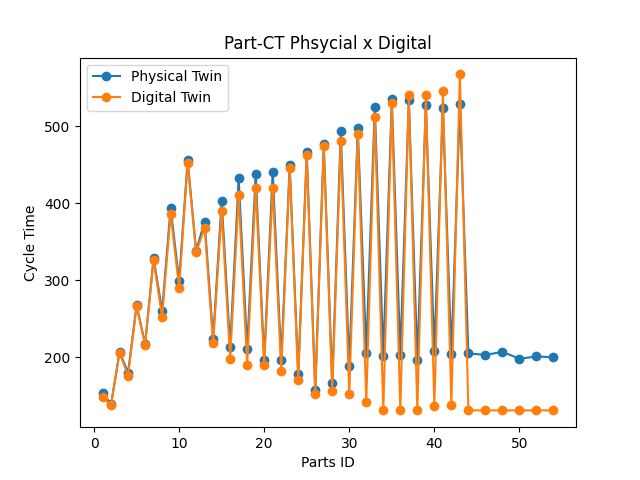 Part-CT Phsycial x Digital
Physical Twin
Digital Twin
500
400
300
200
Cycle Time
0 10 20 30 40 50
Parts ID